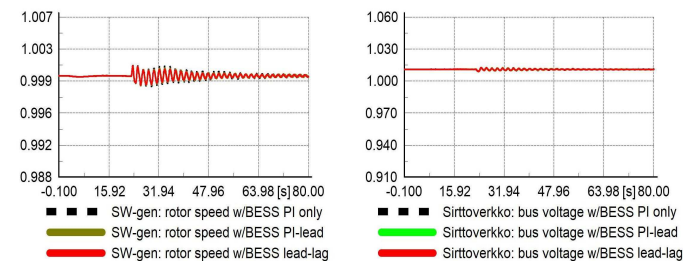 1.007
1.003
0.999
0.996
0.992
0.988
-0.100 15.92 31.94 47.96 63.98 [s] 80.00
SW-gen: rotor speed w/BESS PI only
SW-gen: rotor speed w/BESS PI-lead
SW-gen: rotor speed w/BESS lead-lag
1.060
1.030
1.000
0.970
0.940
0.910
-0.100 15.92 31.94 47.96 63.98 [s] 80.00
Sirttoverkko: bus voltage w/BESS PI only
Sirttoverkko: bus voltage w/BESS PI-lead
Sirttoverkko: bus voltage w/BESS lead-lag